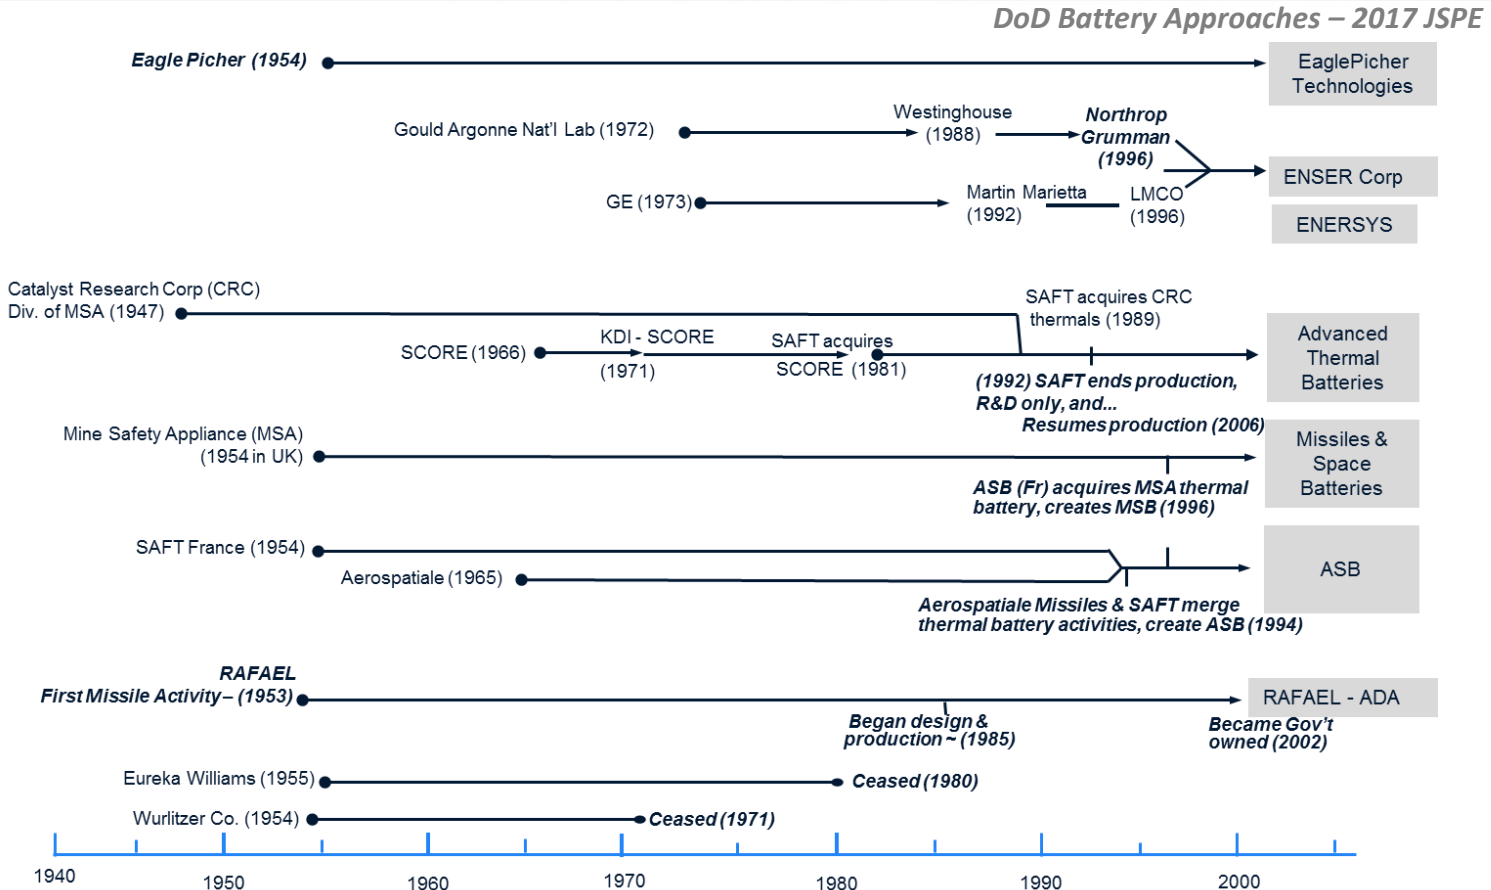 DoD Battery Approaches – 2017 JSPE
Eagle Picher (1954)
EaglePicher
Technologies
Gould Argonne Nat'l Lab (1972)
Westinghouse
(1988)
Northrop
Grumman
(1996)
ENSER Corp
GE (1973)
Martin Marietta
(1992)
LMCO
(1996)
ENERSYS
Catalyst Research Corp (CRC)
Div. of MSA (1947)
SAFT acquires CRC
thermals (1989)
SCORE (1966)
KDI - SCORE
(1971)
SAFT acquires
SCORE (1981)
Advanced
Thermal
Batteries
(1992) SAFT ends production,
R&D only, and...
Resumes production (2006)
Mine Safety Appliance (MSA)
(1954 in UK)
Missiles &
Space
Batteries
ASB (Fr) acquires MSA thermal
battery, creates MSB (1996)
SAFT France (1954)
Aerospatiale (1965)
ASB
Aerospatiale Missiles & SAFT merge
thermal battery activities, create ASB (1994)
RAFAEL
First Missile Activity– (1953)
RAFAEL - ADA
Began design &
production ~ (1985)
Became Gov't
owned (2002)
Eureka Williams (1955)
Ceased (1980)
Wurlitzer Co. (1954)
Ceased (1971)
1940
1950
1960
1970
1980
1990
2000